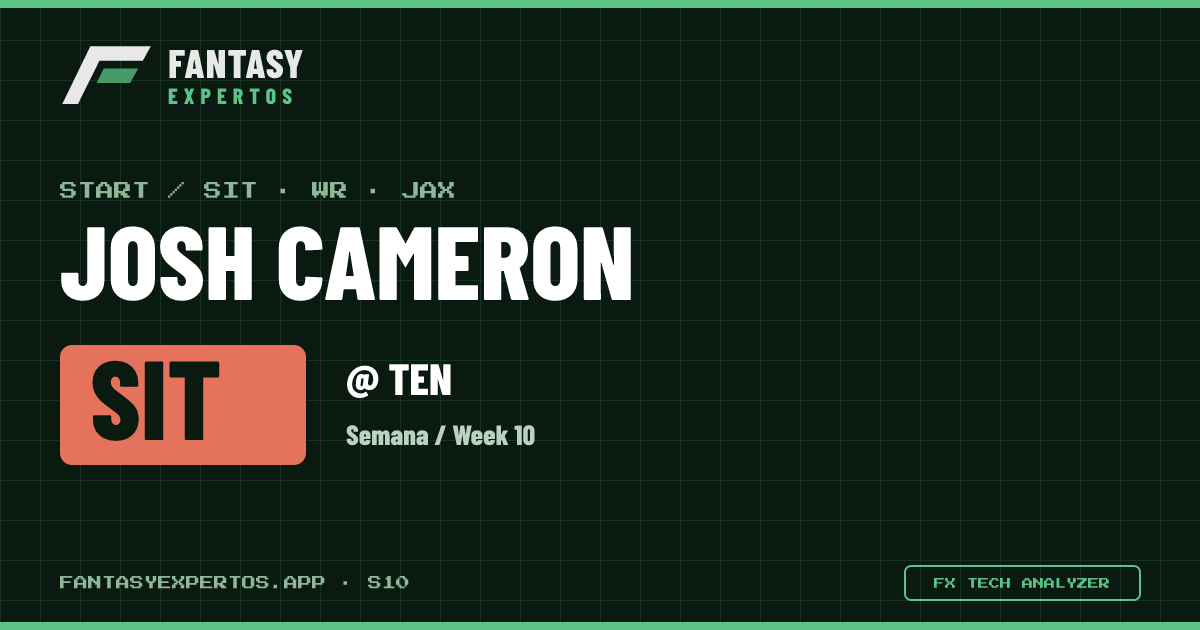 FANTASY
EXPERTOS
START / SIT · WR · JAX
JOSH CAMERON
SIT
@ TEN
Semana / Week 10
FANTASYEXPERTOS.APP · S10
FX TECH ANALYZER